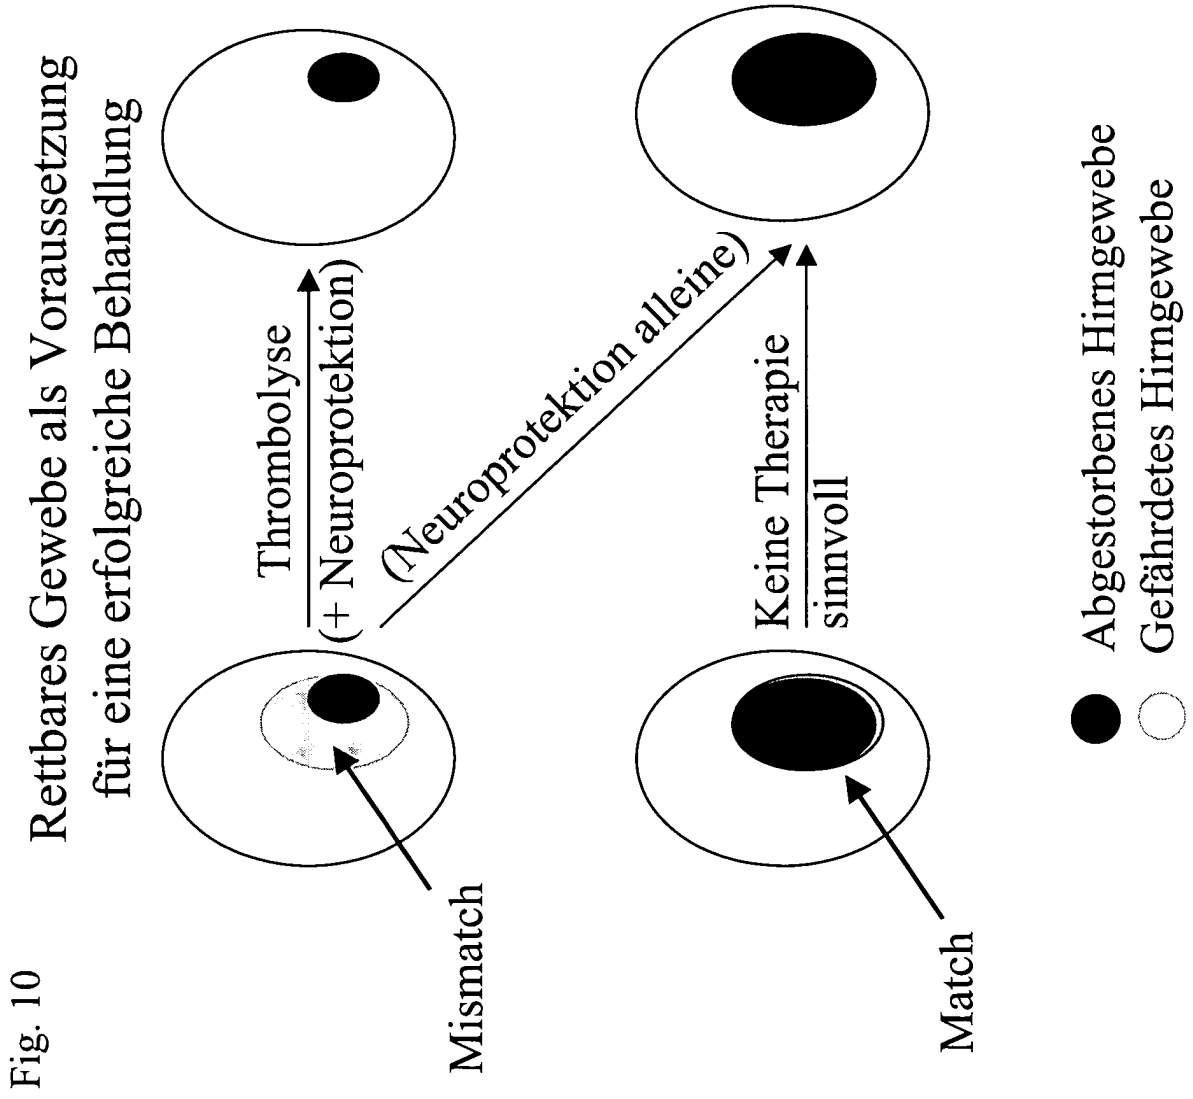 Fig. 10
Rettbares Gewebe als Voraussetzung
für eine erfolgreiche Behandlung
Mismatch
Thrombolyse
(+ Neuroprotektion)
(Neuroprotektion alleine)
Match
Keine Therapie
sinnvoll
Abgestorbenes Hirngewebe
Gefährdetes Hirngewebe